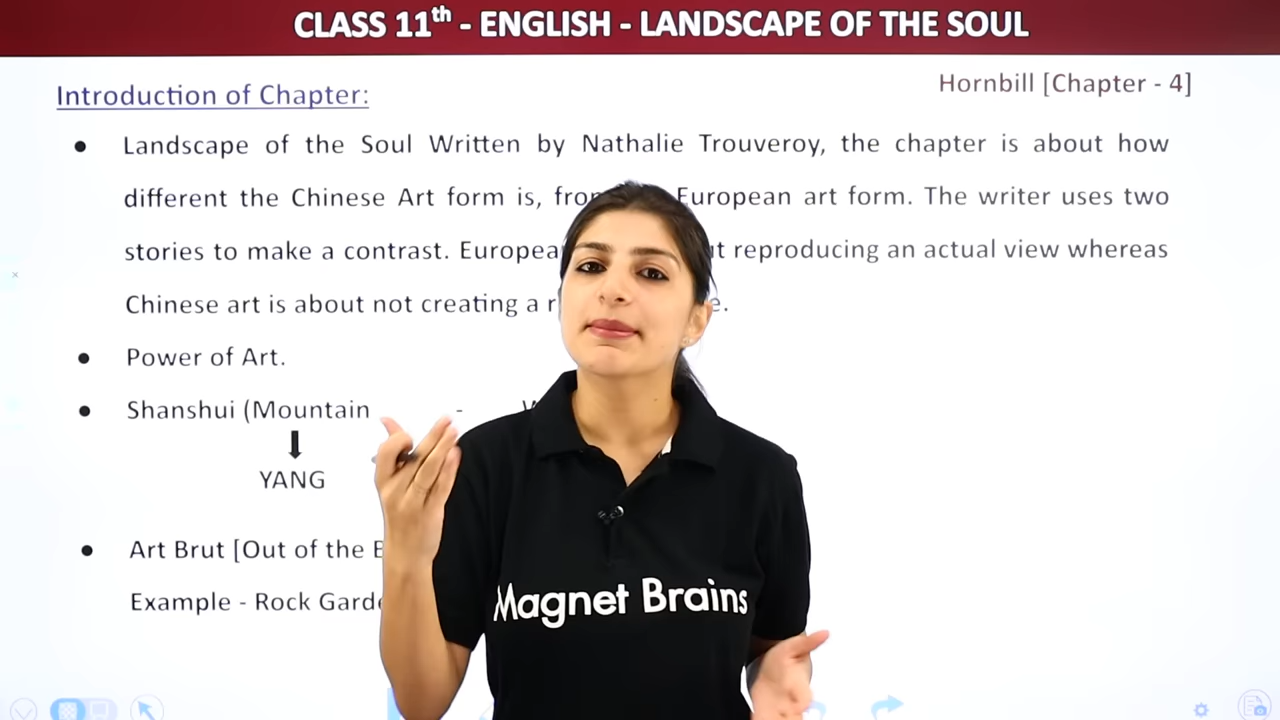 CLASS 11th - ENGLISH - LANDSCAPE OF THE SOUL
Introduction of Chapter:
Hornbill [Chapter - 4]
● Landscape of the Soul Written by Nathalie Trouveroy, the chapter is about how
different the Chinese Art form is, European art form. The writer uses two
stories to make a contrast. reproducing an actual view whereas
Chinese art is about not creating a
● Power of Art.
● Shanshui (Mountain -
YANG
● Art Brut [Out of the
Example - Rock
Magnet Brains